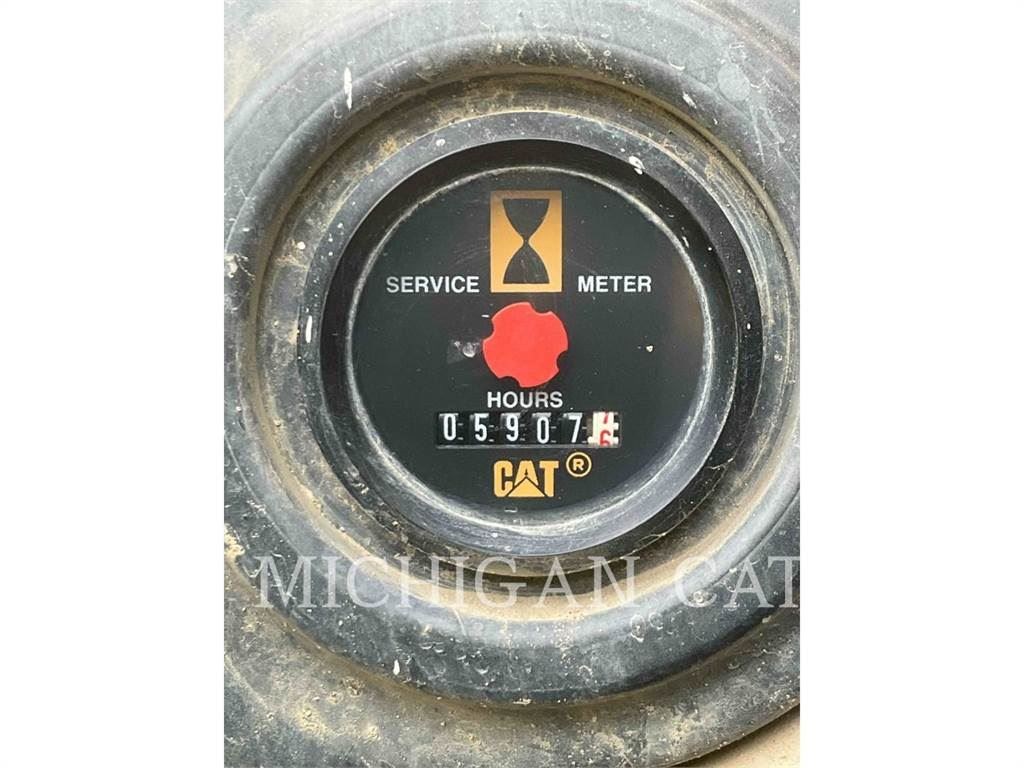 SERVICE METER
HOURS
05907
CAT®
MICHIGAN CAT